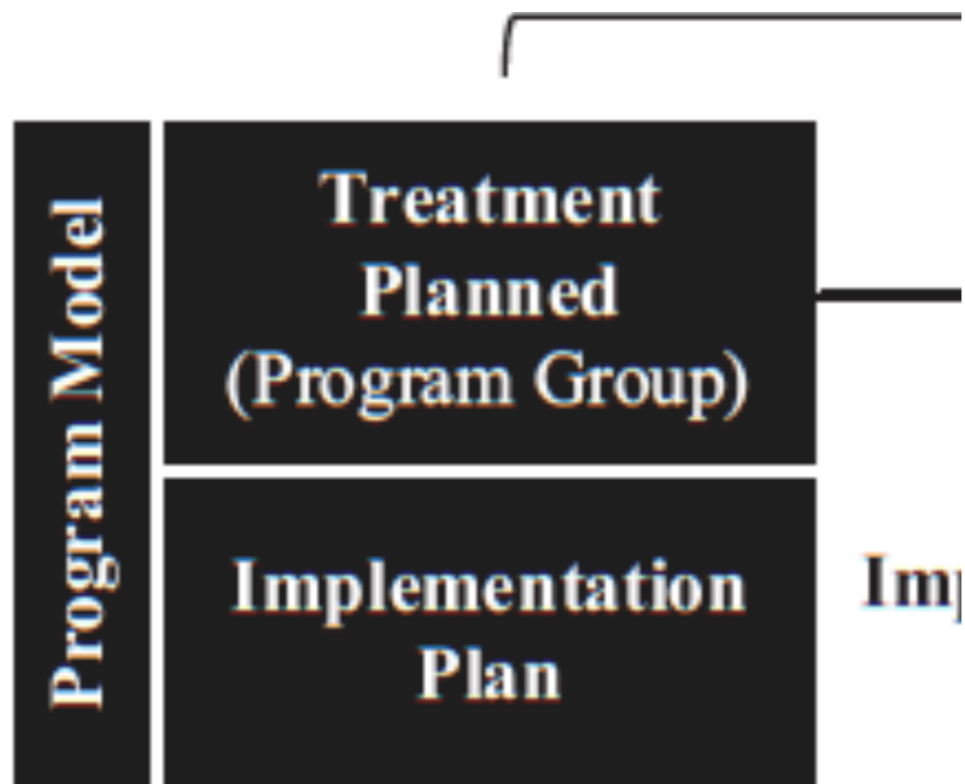 Program Model
Treatment
Planned
(Program Group)
Implementation
Plan